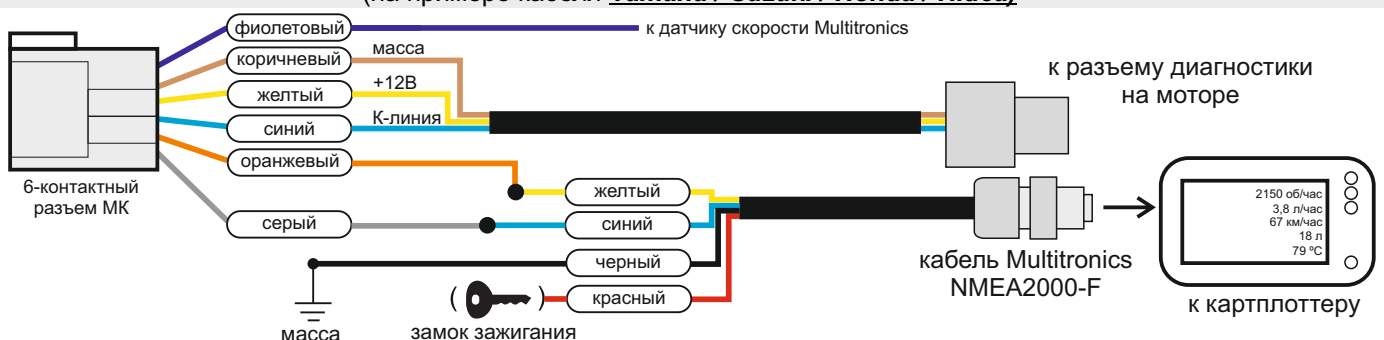 фиолетовый
к датчику скорости Multitronics
коричневый
масса
желтый
+12В
синий
К-линия
оранжевый
серый
6-контактный
разъем МК
желтый
синий
черный
красный
масса
замок зажигания
к разъему диагностики
на моторе
кабель Multitronics
NMEA2000-F
2150 об/час
3,8 л/час
67 км/час
18 л
79 ºС
к картплоттеру